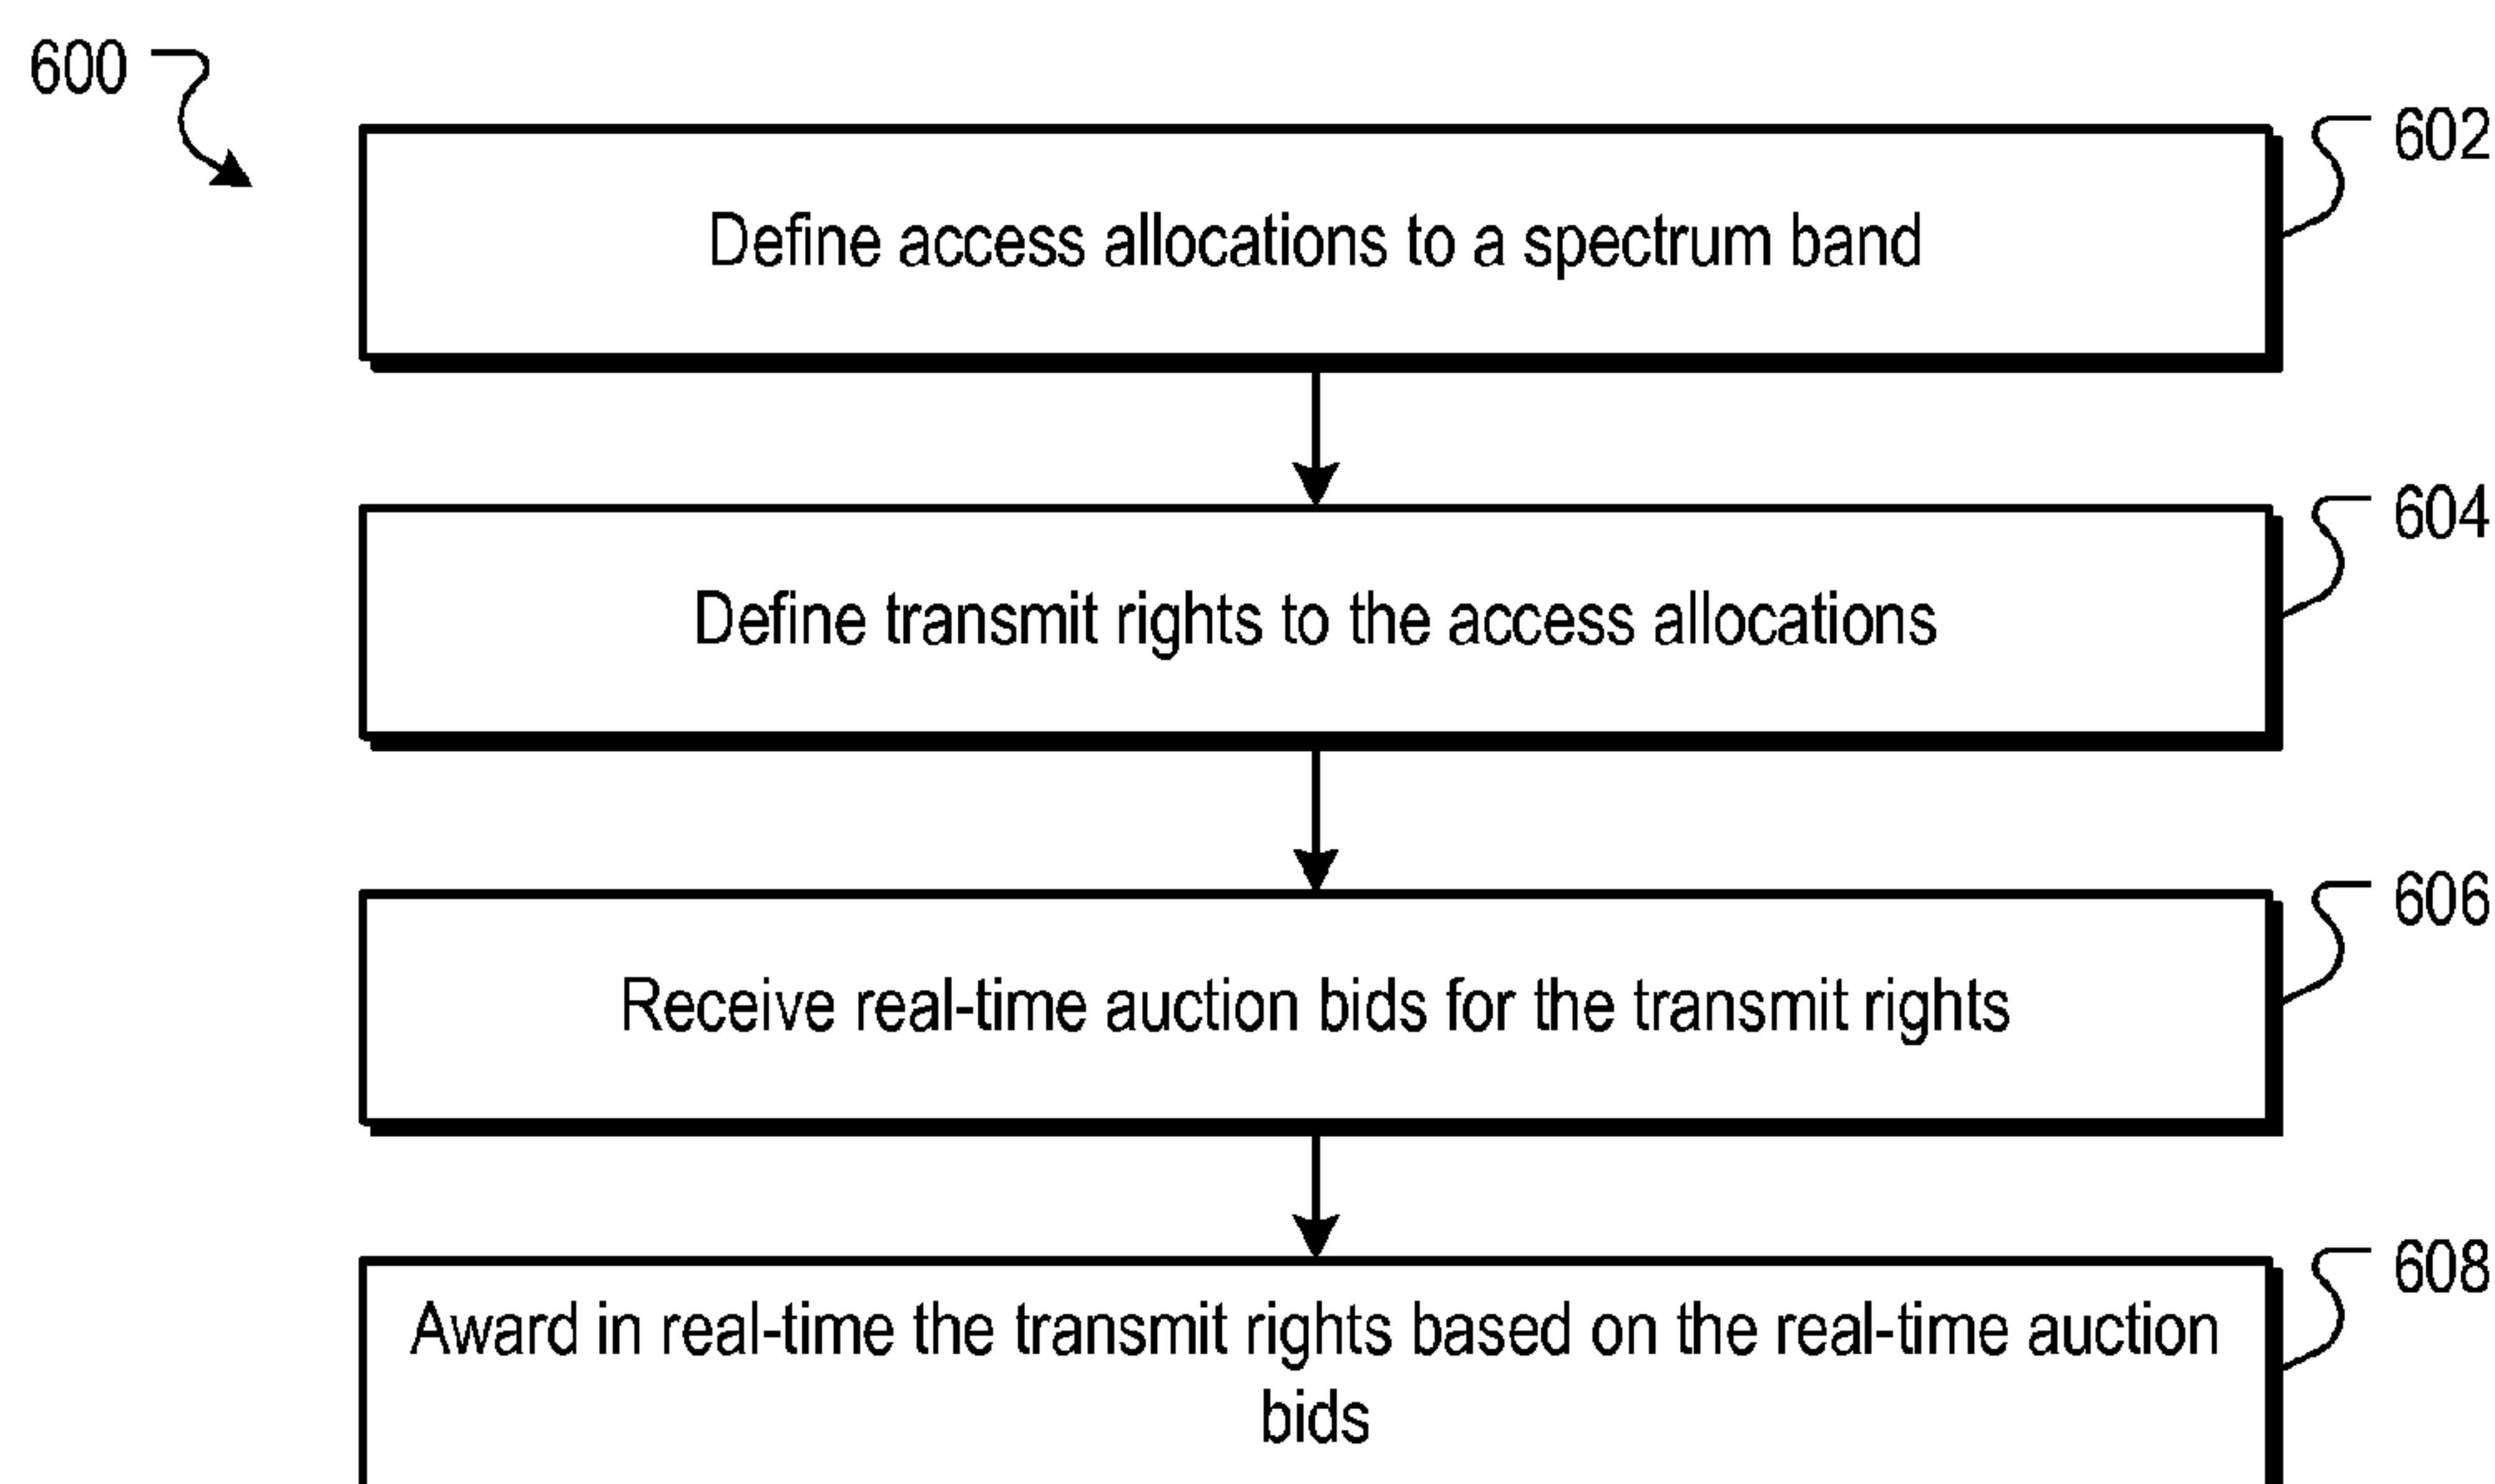 600
602
Define access allocations to a spectrum band
604
Define transmit rights to the access allocations
606
Receive real-time auction bids for the transmit rights
608
Award in real-time the transmit rights based on the real-time auction
bids